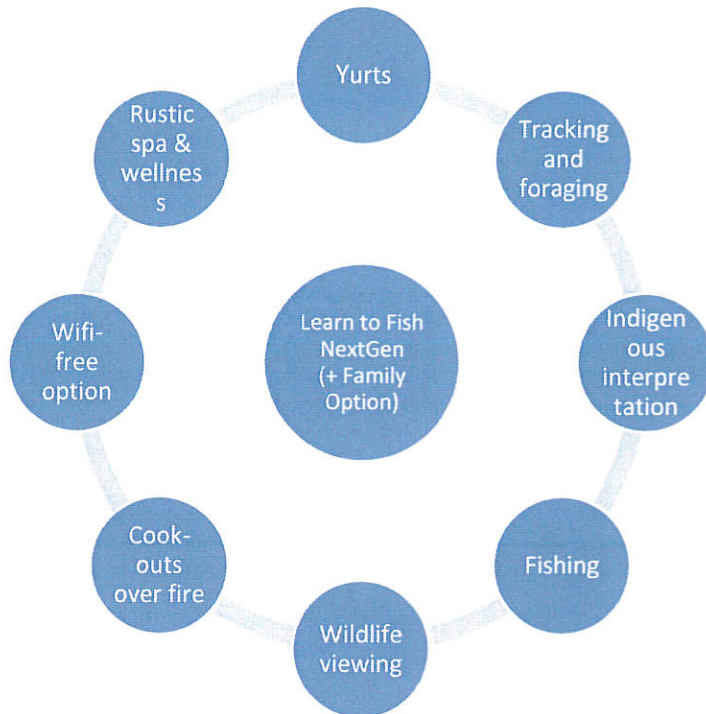 Yurts
Tracking
and
foraging
Indigen
ous
interpre
tation
Fishing
Wildlife
viewing
Cook-
outs
over fire
Wifi-
free
option
Rustic
spa &
wellnes
s
Learn to Fish
NextGen
(+ Family
Option)